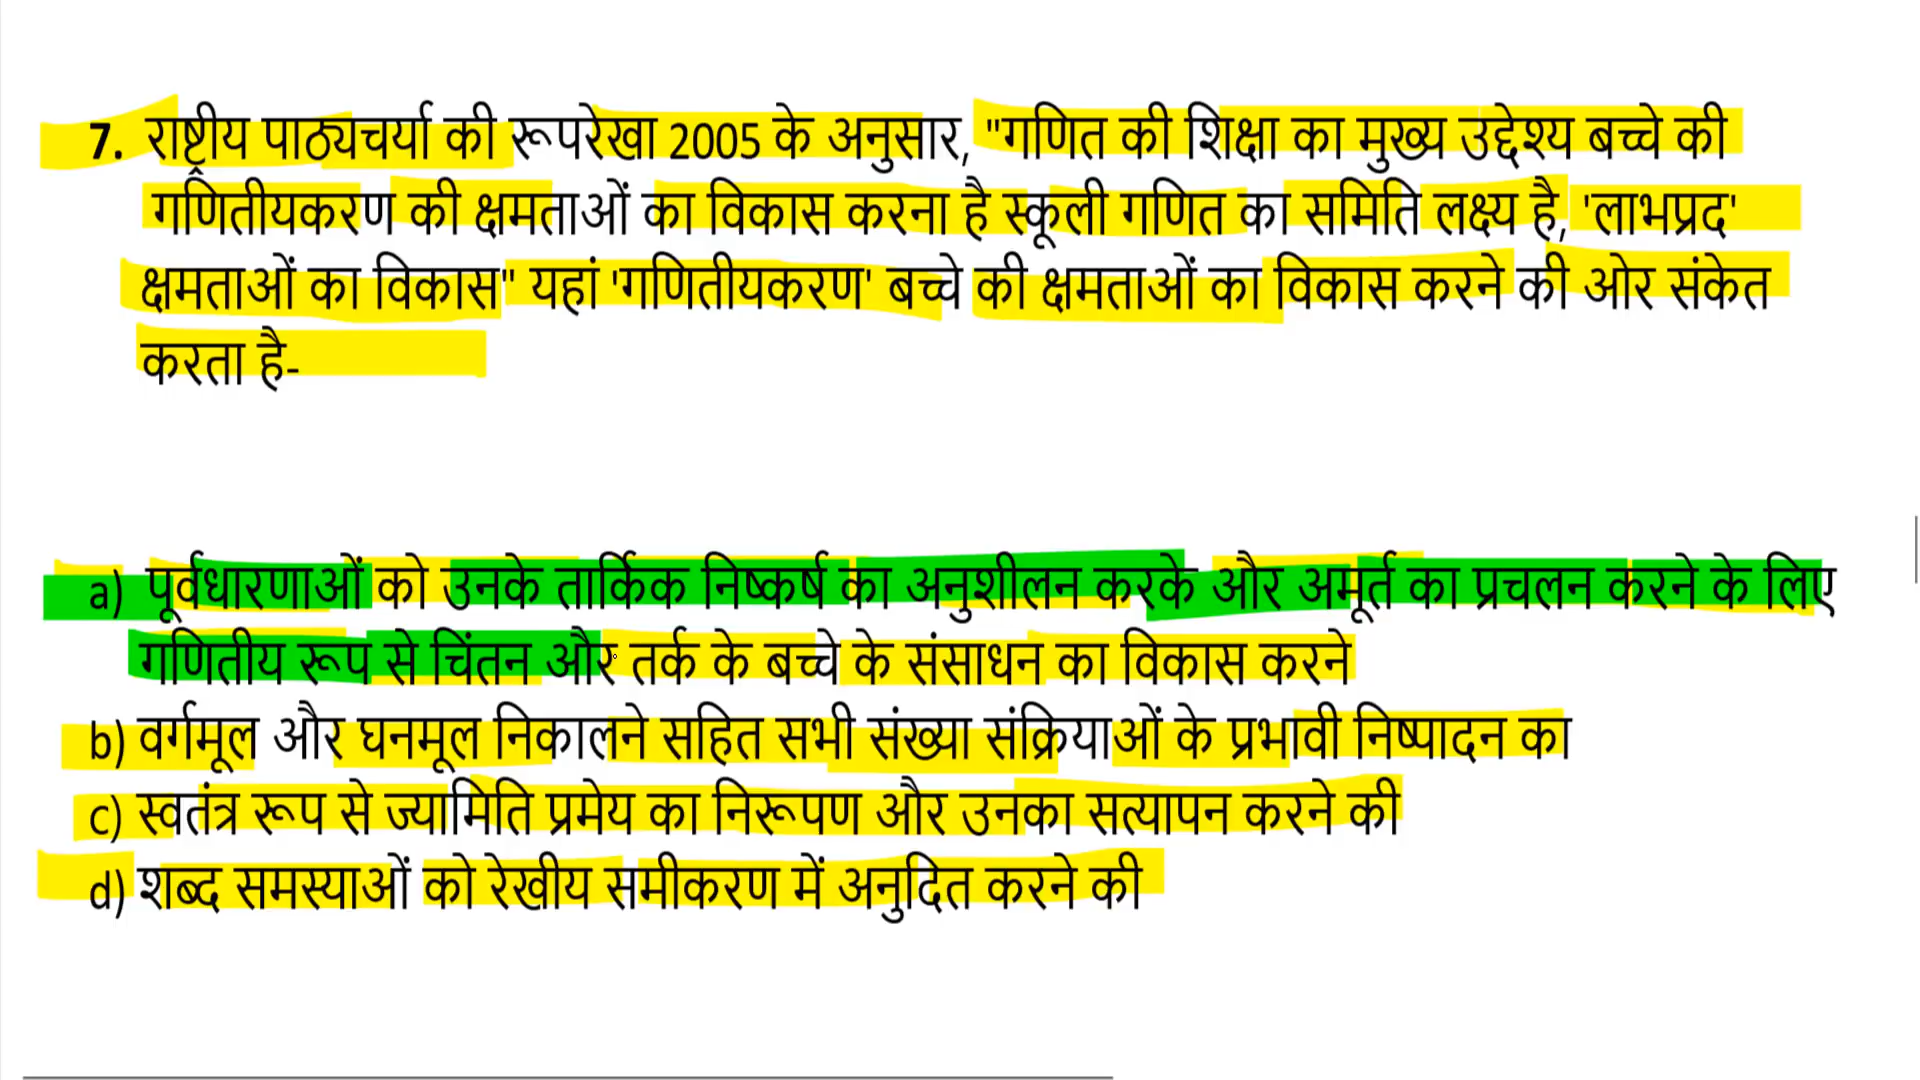 7. राष्ट्रीय पाठ्यचर्या की रूपरेखा 2005 के अनुसार, "गणित की शिक्षा का मुख्य उद्देश्य बच्चे की
गणितीयकरण की क्षमताओं का विकास करना है स्कूली गणित का समिति लक्ष्य है, 'लाभप्रद'
क्षमताओं का विकास" यहां 'गणितीयकरण' बच्चे की क्षमताओं का विकास करने की ओर संकेत
करता है-
a) पूर्वधारणाओं को उनके तार्किक निष्कर्ष का अनुशीलन करके और अमूर्त का प्रचलन करने के लिए
गणितीय रूप से चिंतन और तर्क के बच्चे के संसाधन का विकास करने
b) वर्गमूल और घनमूल निकालने सहित सभी संख्या संक्रियाओं के प्रभावी निष्पादन का
c) स्वतंत्र रूप से ज्यामिति प्रमेय का निरूपण और उनका सत्यापन करने की
d) शब्द समस्याओं को रेखीय समीकरण में अनुदित करने की